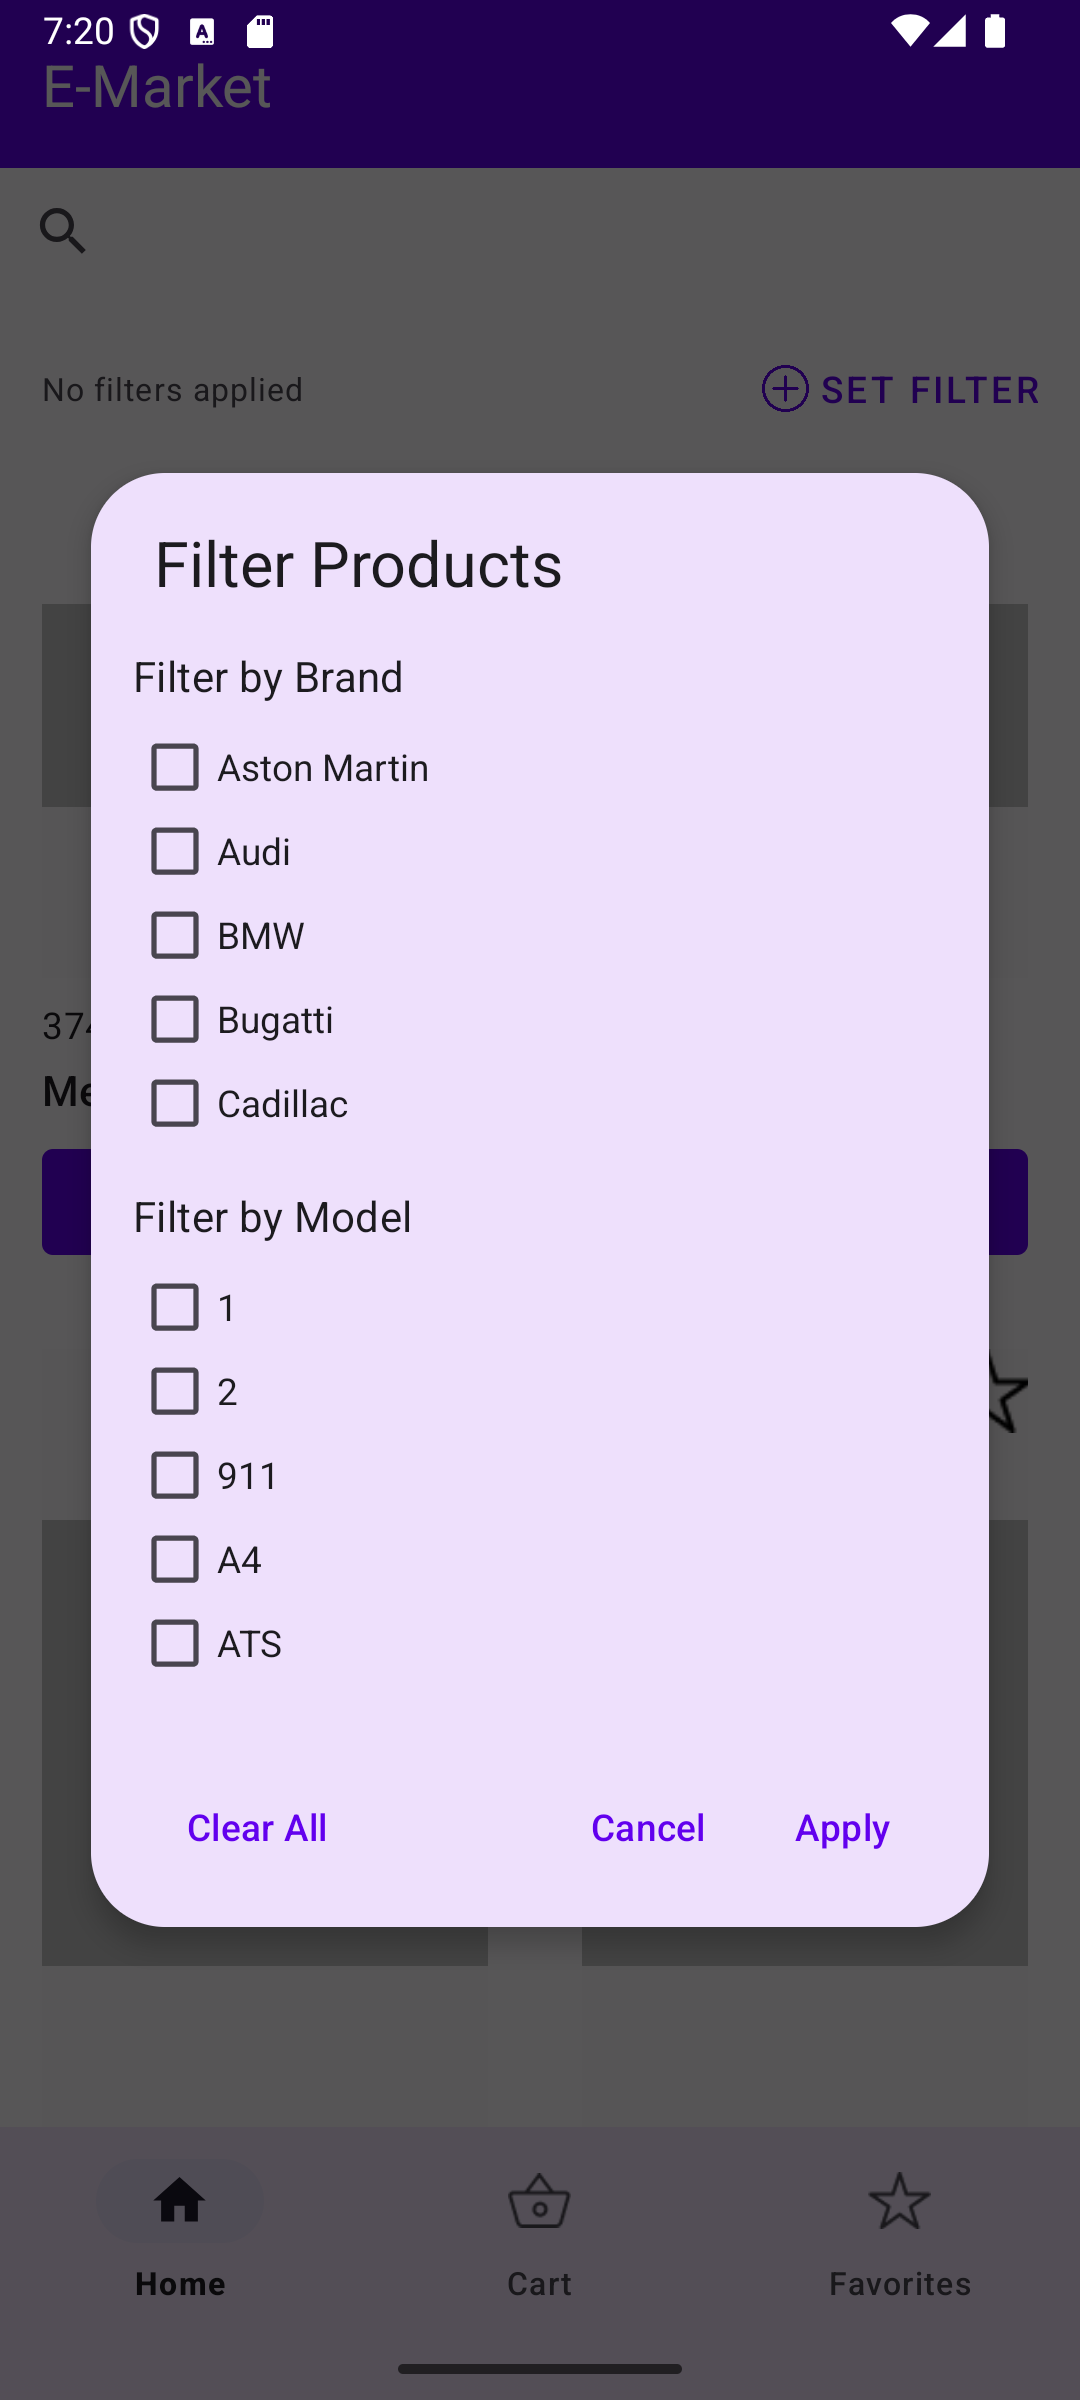 7:20
E-Market
No filters applied
SET FILTER
Filter Products
Filter by Brand
Aston Martin
Audi
BMW
Bugatti
Cadillac
Filter by Model
1
2
911
A4
ATS
Clear All
Cancel
Apply
Home
Cart
Favorites